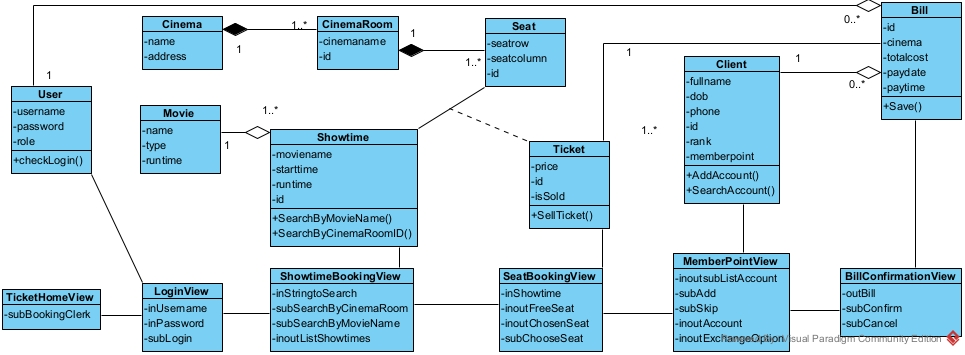 Cinema
-name
-address
1
1..*
CinemaRoom
-cinemaname
-id
1
1..*
Seat
-seatrow
-seatcolumn
-id
0..*
Bill
-id
-cinema
-totalcost
-paydate
-paytime
+Save()
1
1
0..*
Client
-fullname
-dob
-phone
-id
-rank
-memberpoint
+AddAccount()
+SearchAccount()
1
User
-username
-password
-role
+checkLogin()
Movie
-name
-type
-runtime
1..*
1
Showtime
-moviename
-starttime
-runtime
-id
+SearchByMovieName()
+SearchByCinemaRoomID()
1..*
Ticket
-price
-id
-isSold
+SellTicket()
TicketHomeView
-subBookingClerk
LoginView
-inUsername
-inPassword
-subLogin
ShowtimeBookingView
-inStringtoSearch
-subSearchByCinemaRoom
-subSearchByMovieName
-inoutListShowtimes
SeatBookingView
-inShowtime
-inoutFreeSeat
-inoutChosenSeat
-subChooseSeat
MemberPointView
-inoutsubListAccount
-subAdd
-subSkip
-inoutAccount
-inoutExchangeOption
BillConfirmationView
-outBill
-subConfirm
-subCancel
Visual Paradigm Community Edition